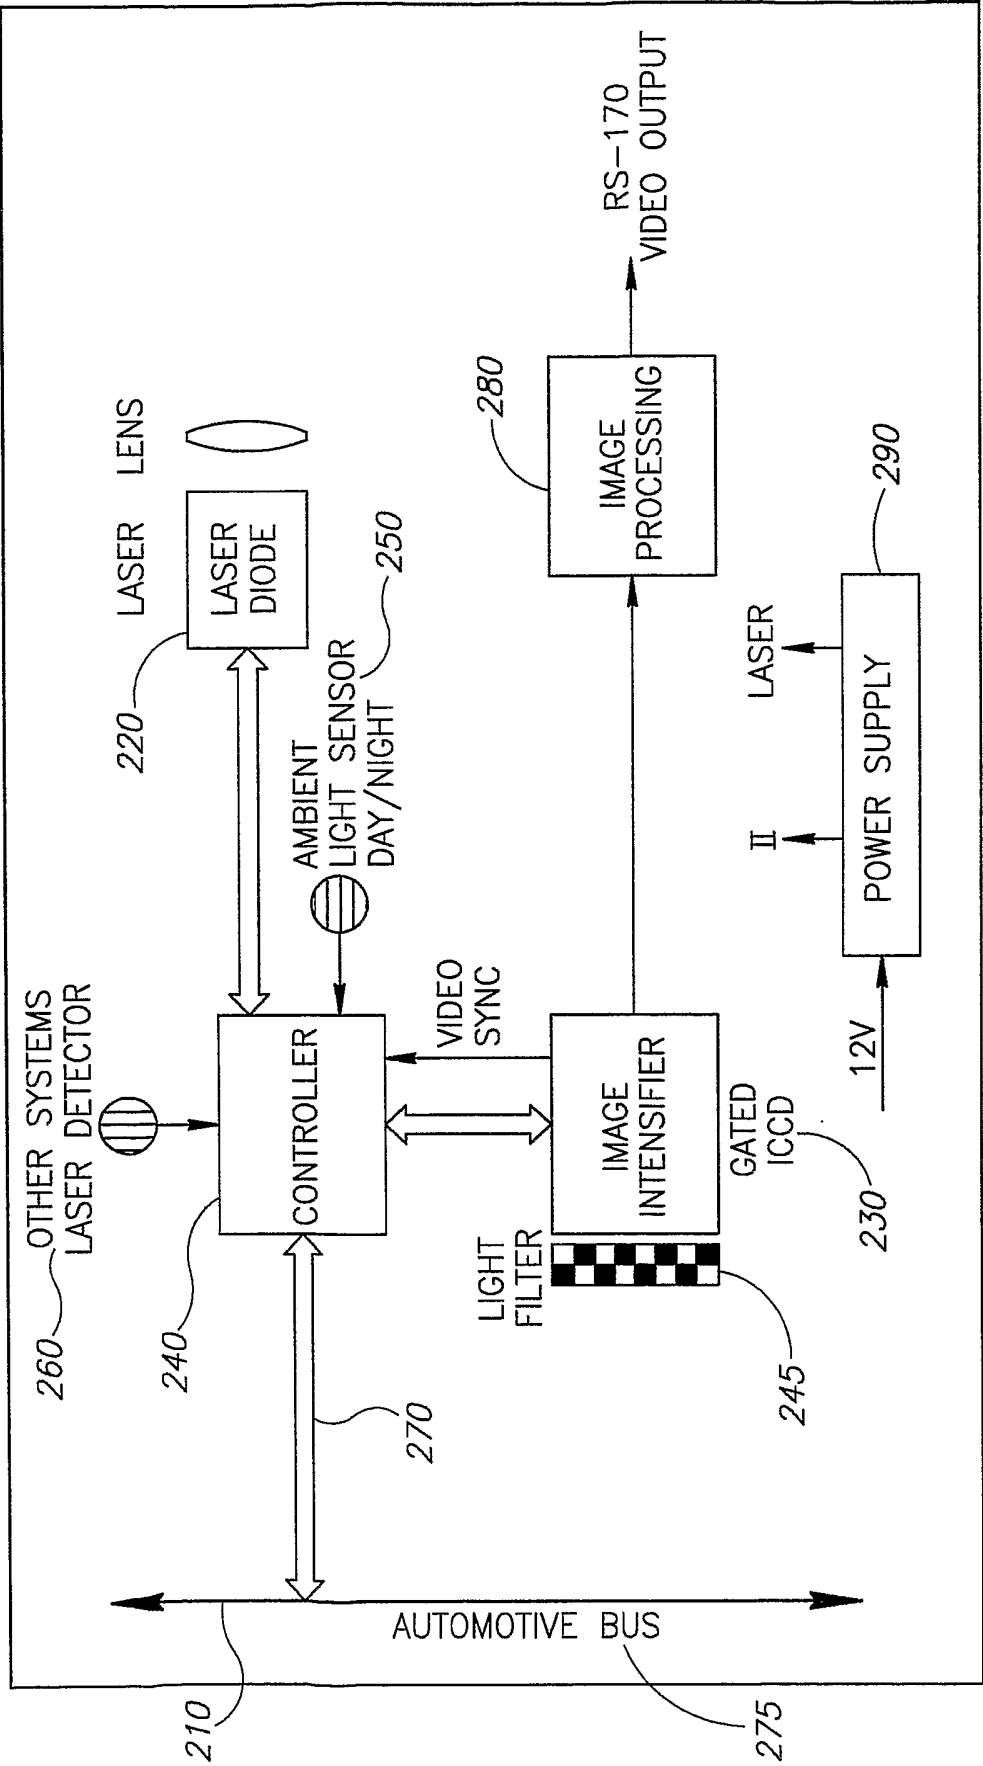 OTHER SYSTEMS
LASER DETECTOR
260
240
CONTROLLER
220
LASER LENS
LASER
DIODE
AMBIENT
LIGHT SENSOR
DAY/NIGHT
250
270
210
AUTOMOTIVE BUS
275
VIDEO
SYNC
LIGHT
FILTER
245
IMAGE
INTENSIFIER
GATED
ICCD
230
280
IMAGE
PROCESSING
RS-170
VIDEO OUTPUT
12V
II
LASER
POWER SUPPLY
290